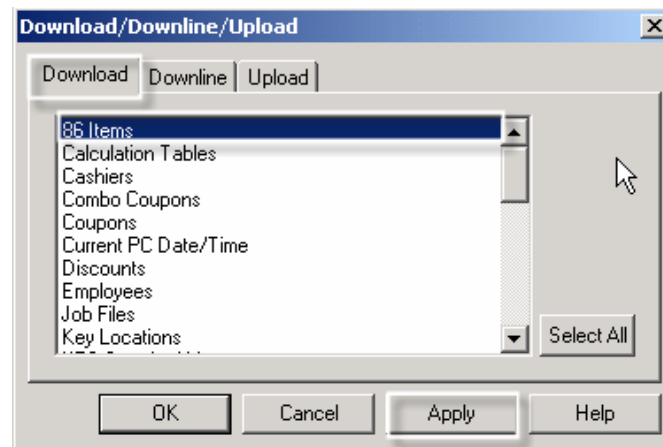 Download/Downline/Upload
Download Downline Upload
86 Items
Calculation Tables
Cashiers
Combo Coupons
Coupons
Current PC Date/Time
Discounts
Employees
Job Files
Key Locations
Select All
OK Cancel Apply Help